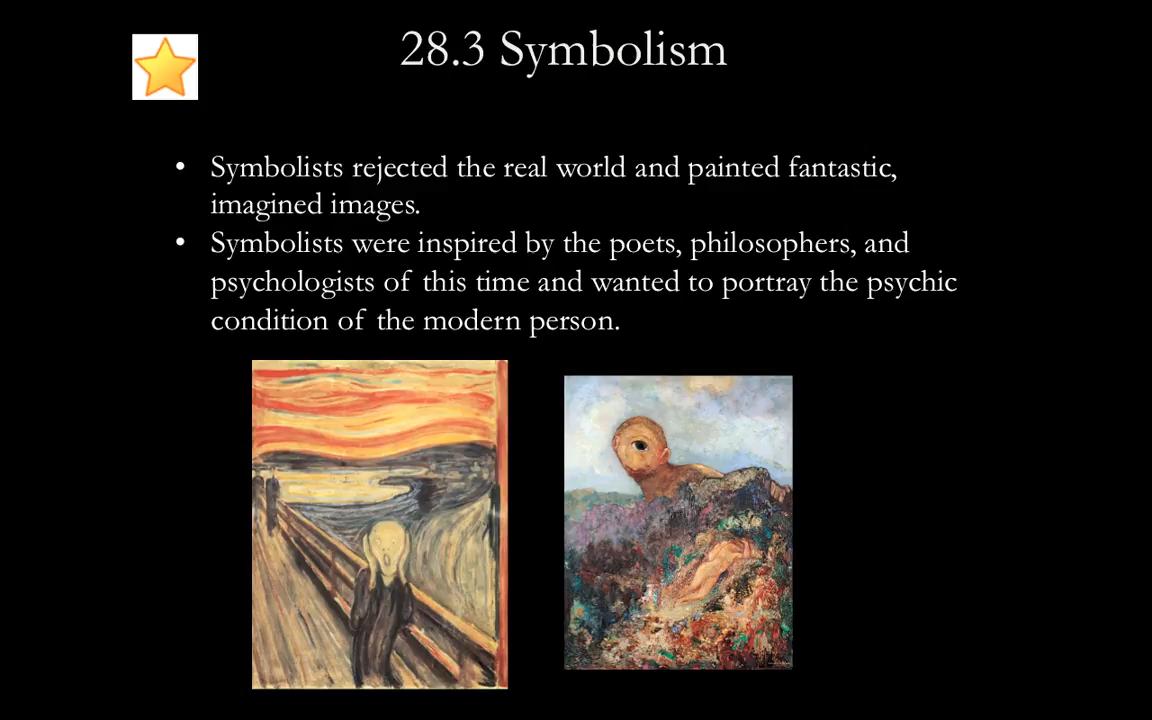 28.3 Symbolism
• Symbolists rejected the real world and painted fantastic,
imagined images.
• Symbolists were inspired by the poets, philosophers, and
psychologists of this time and wanted to portray the psychic
condition of the modern person.